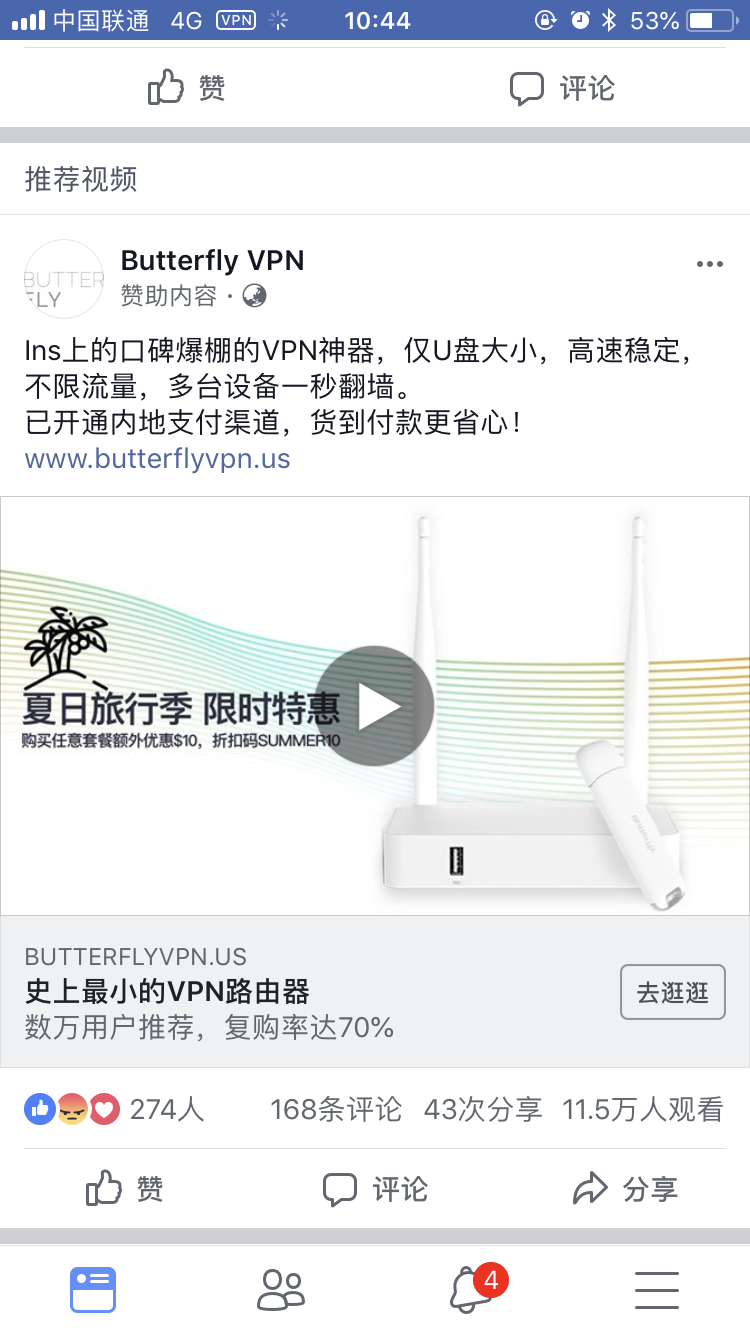 中国联通 4G VPN 10:44 53%
赞 评论
推荐视频
BUTTER
FLY
Butterfly VPN
赞助内容 ·
Ins上的口碑爆棚的VPN神器，仅U盘大小，高速稳定，
不限流量，多台设备一秒翻墙。
已开通内地支付渠道，货到付款更省心！
www.butterflyvpn.us
夏日旅行季 限时特惠
购买任意套餐额外优惠$10，折扣码SUMMER10
BUTTERFLYVPN.US
史上最小的VPN路由器
数万用户推荐，复购率达70%
去逛逛
274人 168条评论 43次分享 11.5万人观看
赞 评论 分享
4